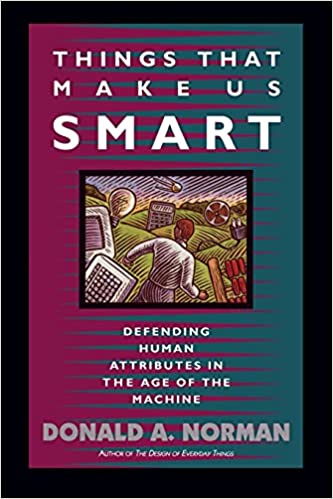 THINGS THAT
MAKE US
SMART
DEFENDING
HUMAN
ATTRIBUTES IN
THE AGE OF THE
MACHINE
DONALD A. NORMAN
AUTHOR OF THE DESIGN OF EVERYDAY THINGS